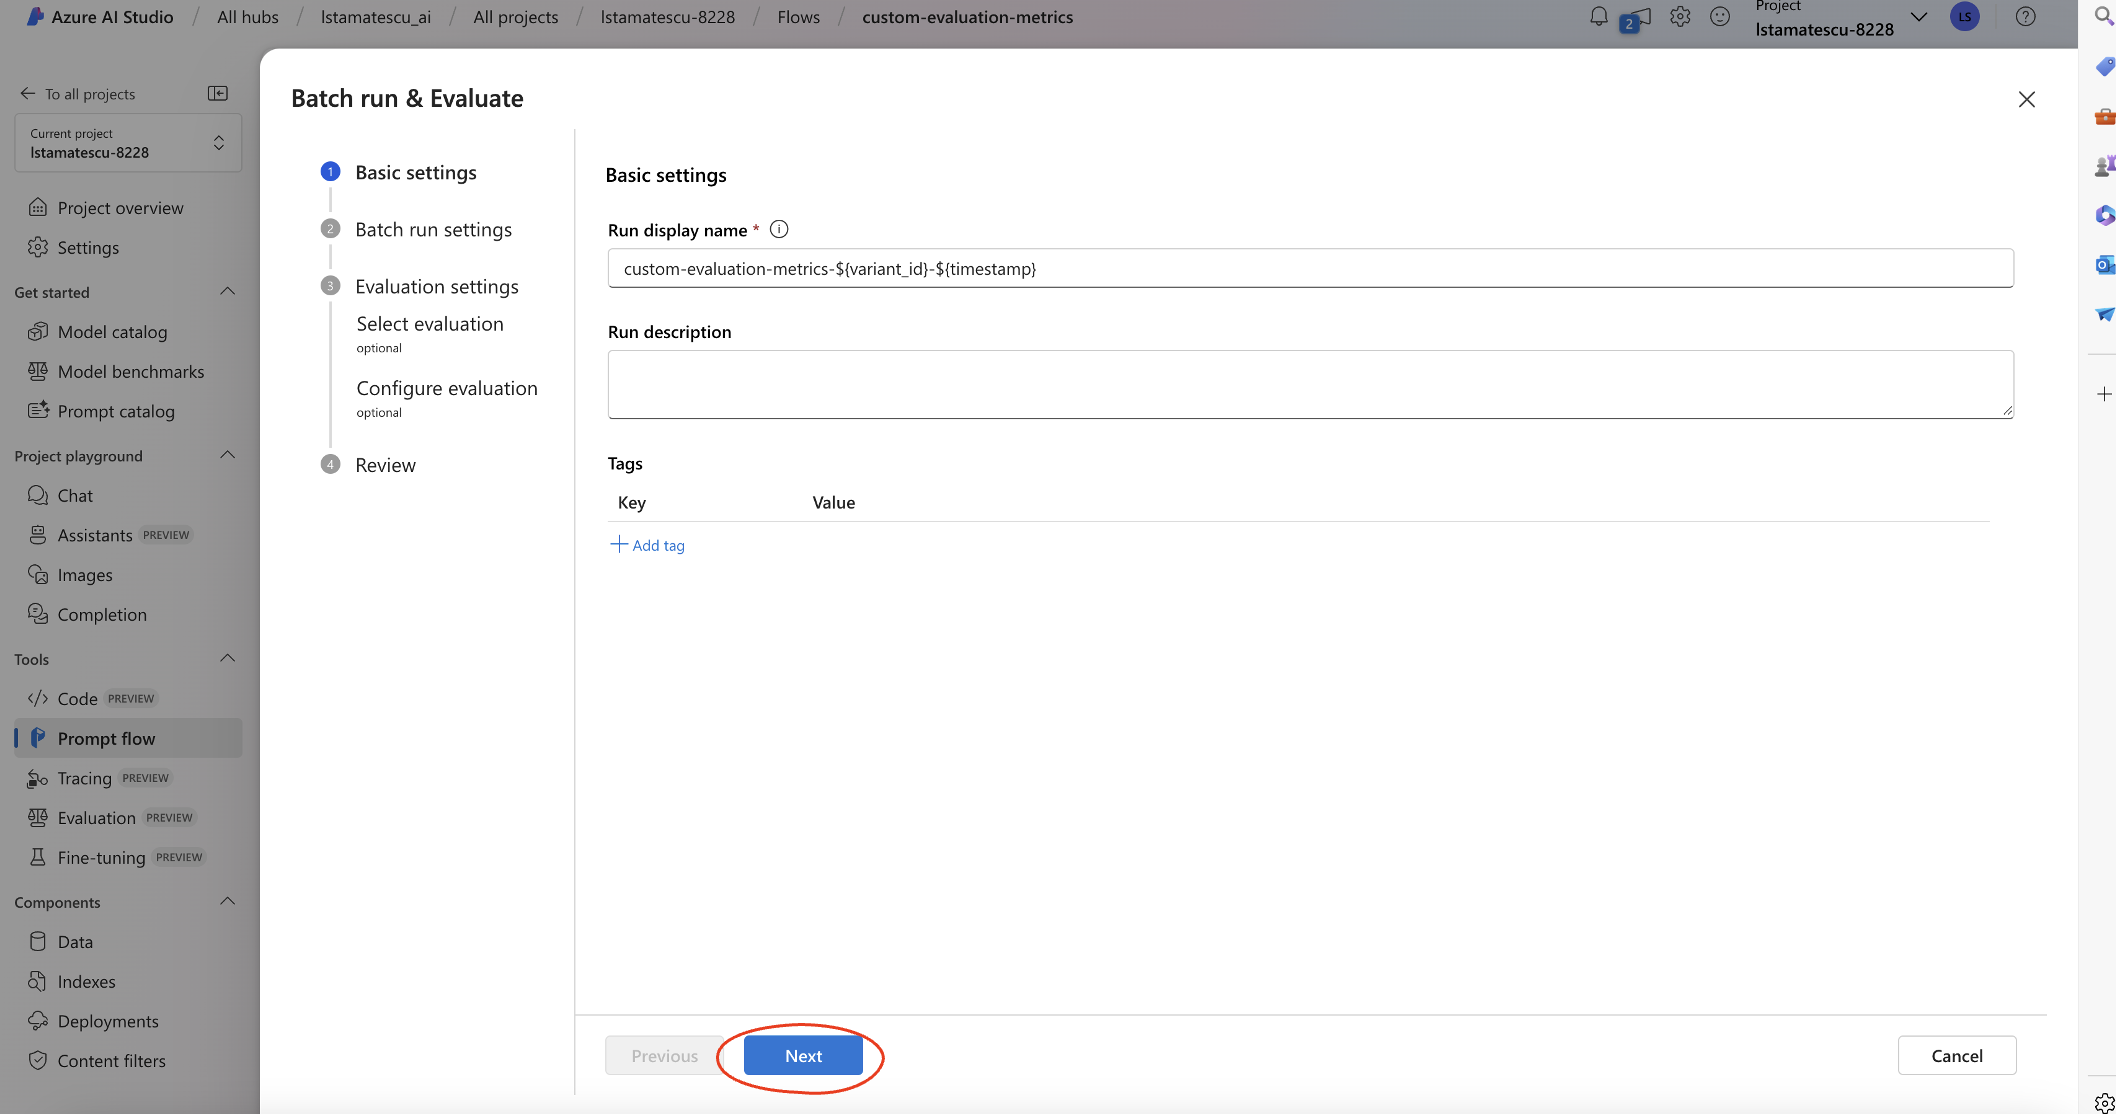 Azure AI Studio / All hubs / lstamatescu_ai / All projects / lstamatescu-8228 / Flows / custom-evaluation-metrics
2
Project
lstamatescu-8228
LS
To all projects
Current project
lstamatescu-8228
Project overview
Settings
Get started
Model catalog
Model benchmarks
Prompt catalog
Project playground
Chat
Assistants PREVIEW
Images
Completion
Tools
Code PREVIEW
Prompt flow
Tracing PREVIEW
Evaluation PREVIEW
Fine-tuning PREVIEW
Components
Data
Indexes
Deployments
Content filters
Batch run & Evaluate
1 Basic settings
2 Batch run settings
3 Evaluation settings
Select evaluation
optional
Configure evaluation
optional
4 Review
Basic settings
Run display name *
custom-evaluation-metrics-${variant_id}-${timestamp}
Run description
Tags
Key Value
Add tag
Previous Next Cancel